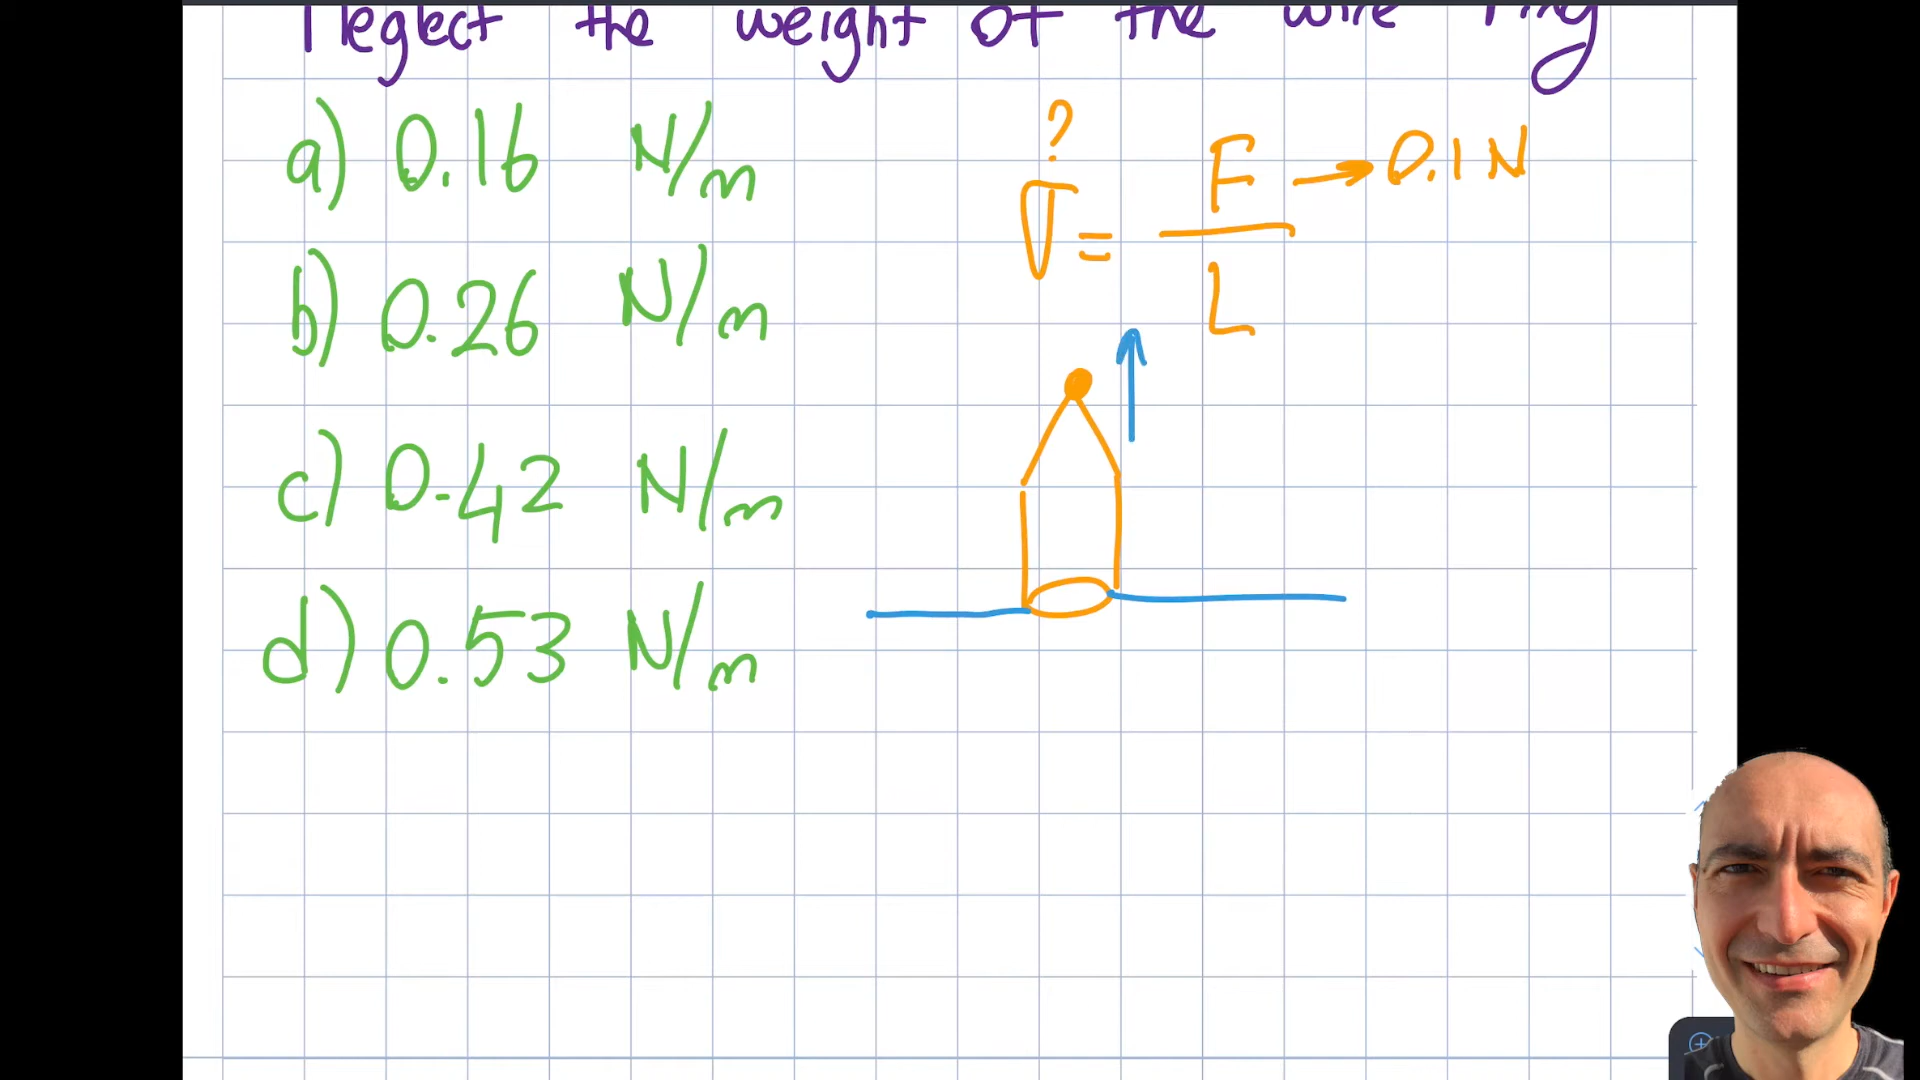 Neglect the weight of the wire ring
a) 0.16 N/m
b) 0.26 N/m
c) 0.42 N/m
d) 0.53 N/m
?
σ = F/L → 0.1 N